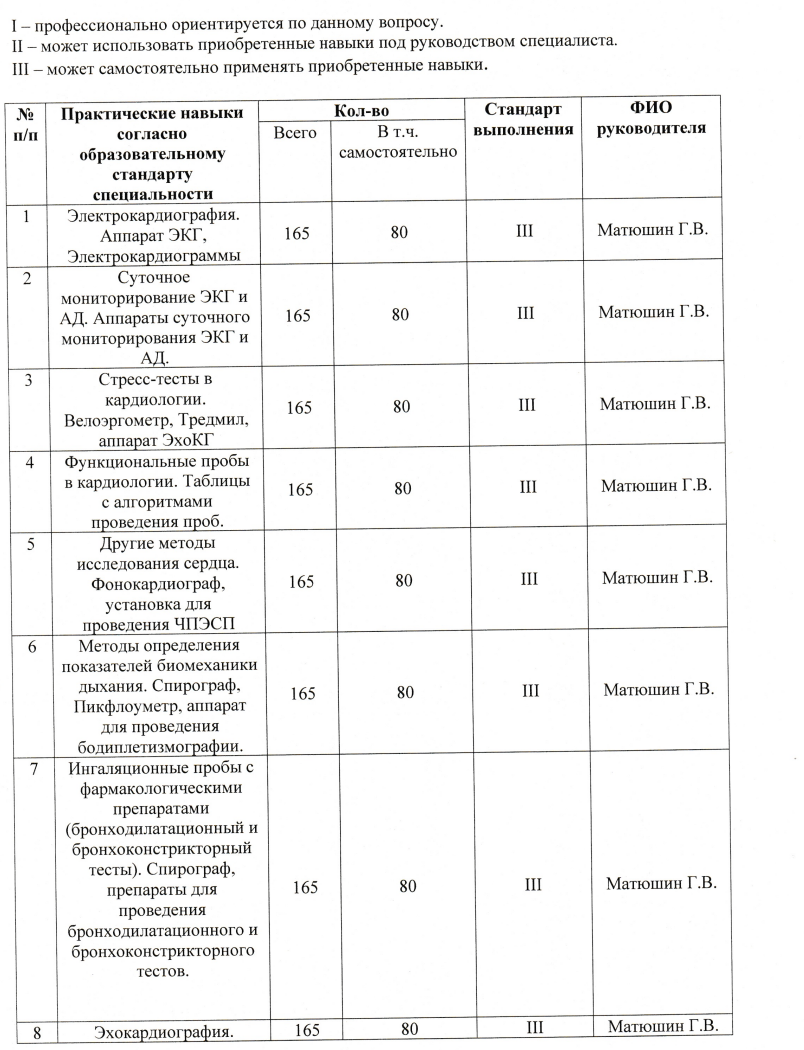 I – профессионально ориентируется по данному вопросу.
II – может использовать приобретенные навыки под руководством специалиста.
III – может самостоятельно применять приобретенные навыки.
№ п/п
Практические навыки
согласно
образовательному
стандарту
специальности
Кол-во
Всего
В т.ч.
самостоятельно
Стандарт
выполнения
ФИО
руководителя
1
Электрокардиография.
Аппарат ЭКГ,
Электрокардиограммы
165
80
III
Матюшин Г.В.
2
Суточное
мониторирование ЭКГ и
АД. Аппараты суточного
мониторирования ЭКГ и
АД.
165
80
III
Матюшин Г.В.
3
Стресс-тесты в
кардиологии.
Велоэргометр, Тредмил,
аппарат ЭхоКГ
165
80
III
Матюшин Г.В.
4
Функциональные пробы
в кардиологии. Таблицы
с алгоритмами
проведения проб.
165
80
III
Матюшин Г.В.
5
Другие методы
исследования сердца.
Фонокардиограф,
установка для
проведения ЧПЭСП
165
80
III
Матюшин Г.В.
6
Методы определения
показателей биомеханики
дыхания. Спирограф,
Пикфлоуметр, аппарат
для проведения
бодиплетизмографии.
165
80
III
Матюшин Г.В.
7
Ингаляционные пробы с
фармакологическими
препаратами
(бронходилатационный и
бронхоконстрикторный
тесты). Спирограф,
препараты для
проведения
бронходилатационного и
бронхоконстрикторного
тестов.
165
80
III
Матюшин Г.В.
8
Эхокардиография.
165
80
III
Матюшин Г.В.